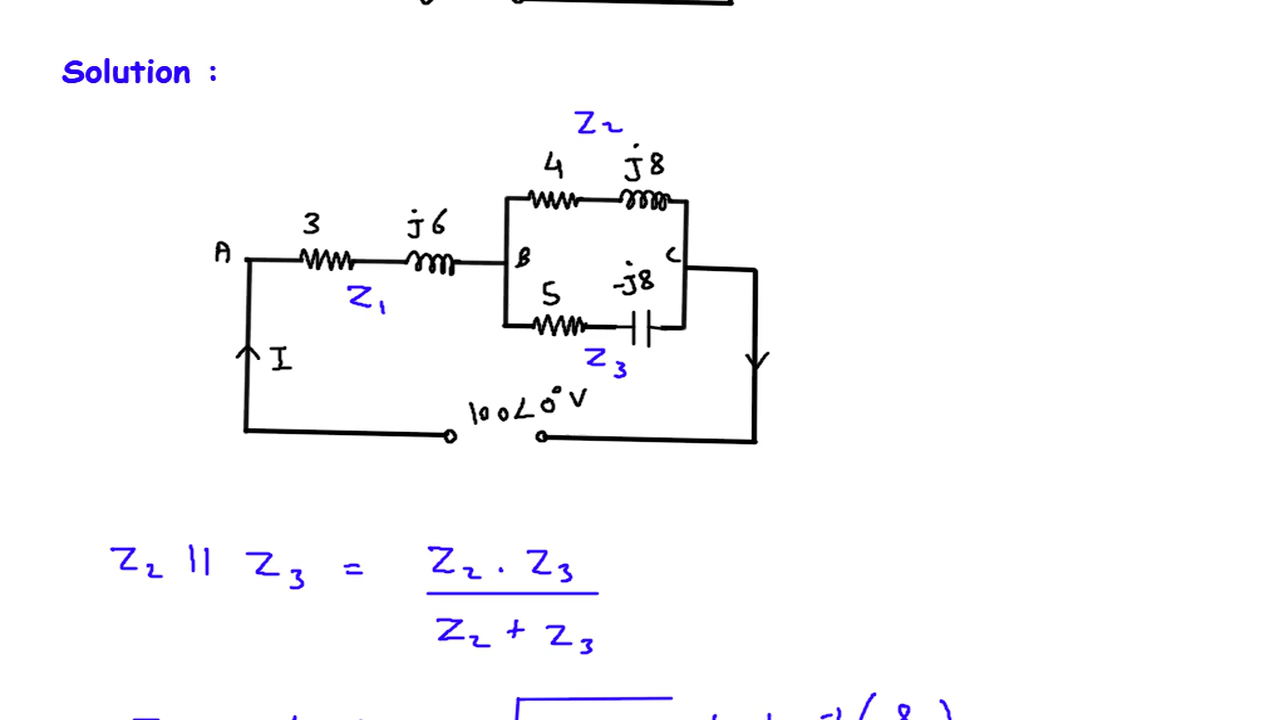 Solution :
Z2
4 j8
3 j6
A B C
Z1
5 -j8
Z3
I
100∠0° V
Z2 || Z3 = Z2 . Z3 / Z2 + Z3